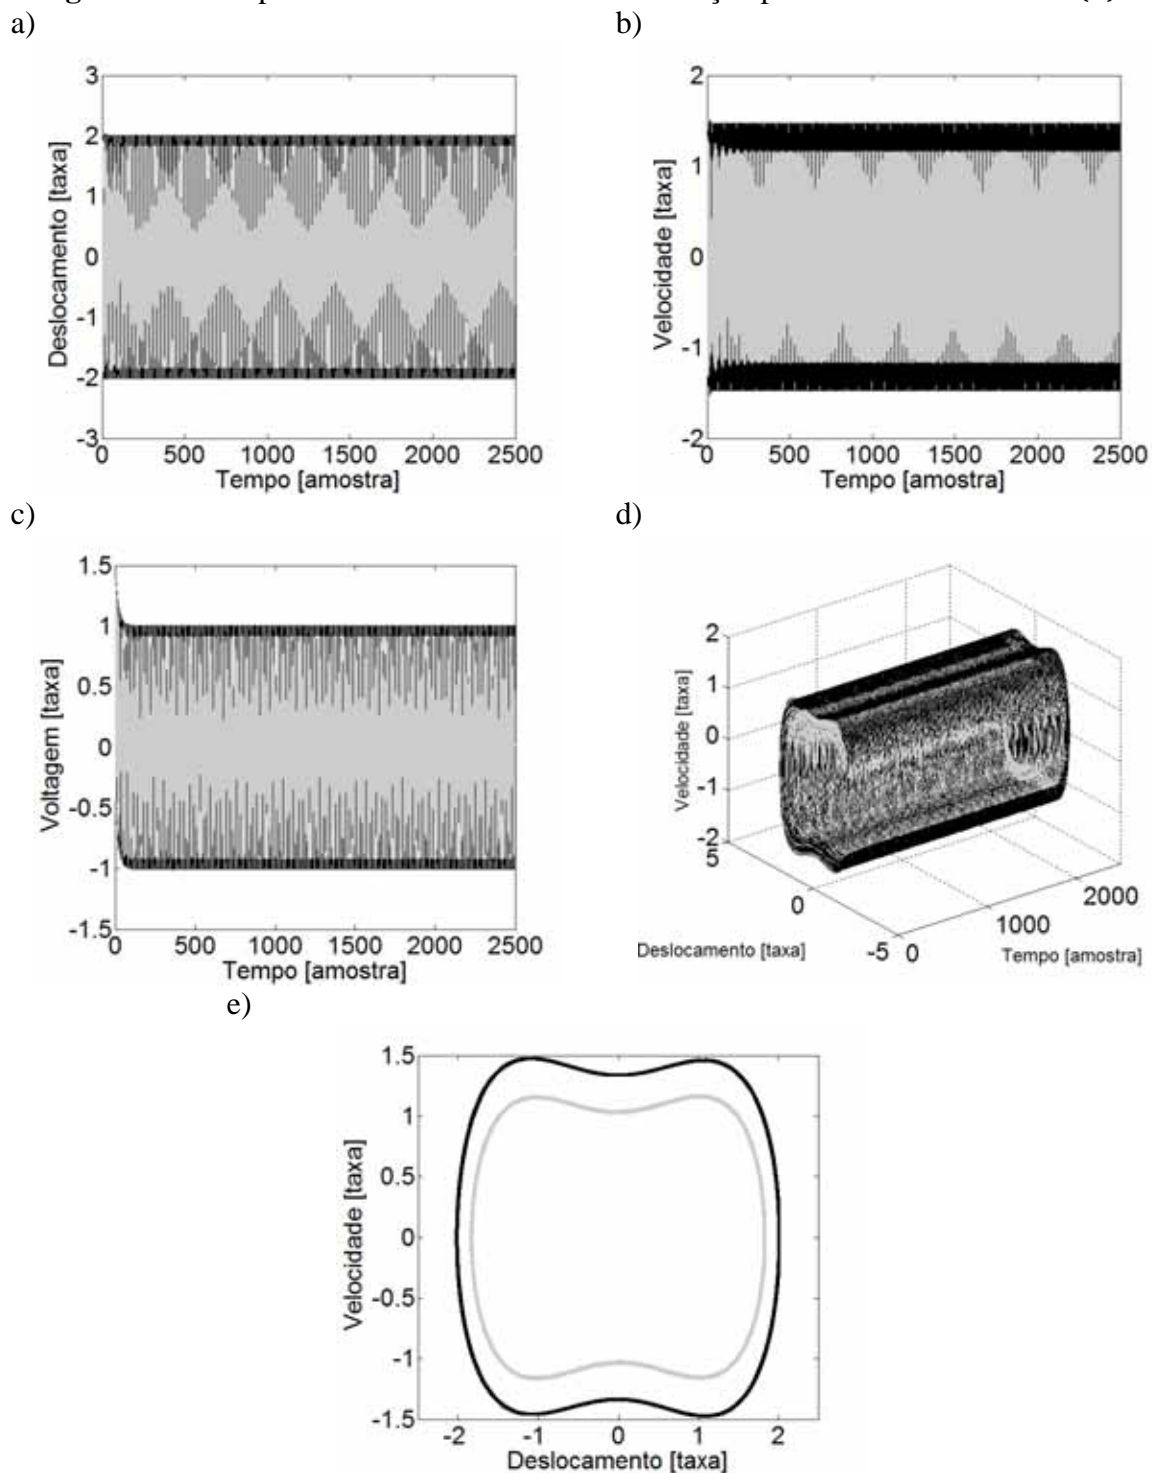 a)
b)
3
2
1
0
-1
-2
-3
Deslocamento [taxa]
0 500 1000 1500 2000 2500
Tempo [amostra]
2
1
0
-1
-2
Velocidade [taxa]
0 500 1000 1500 2000 2500
Tempo [amostra]
c)
d)
1.5
1
0.5
0
-0.5
-1
-1.5
Voltagem [taxa]
0 500 1000 1500 2000 2500
Tempo [amostra]
2
1
0
-1
-2
Velocidade [taxa]
5
0
-5
Deslocamento [taxa]
0
1000
2000
Tempo [amostra]
e)
1.5
1
0.5
0
-0.5
-1
-1.5
Velocidade [taxa]
-2 -1 0 1 2
Deslocamento [taxa]